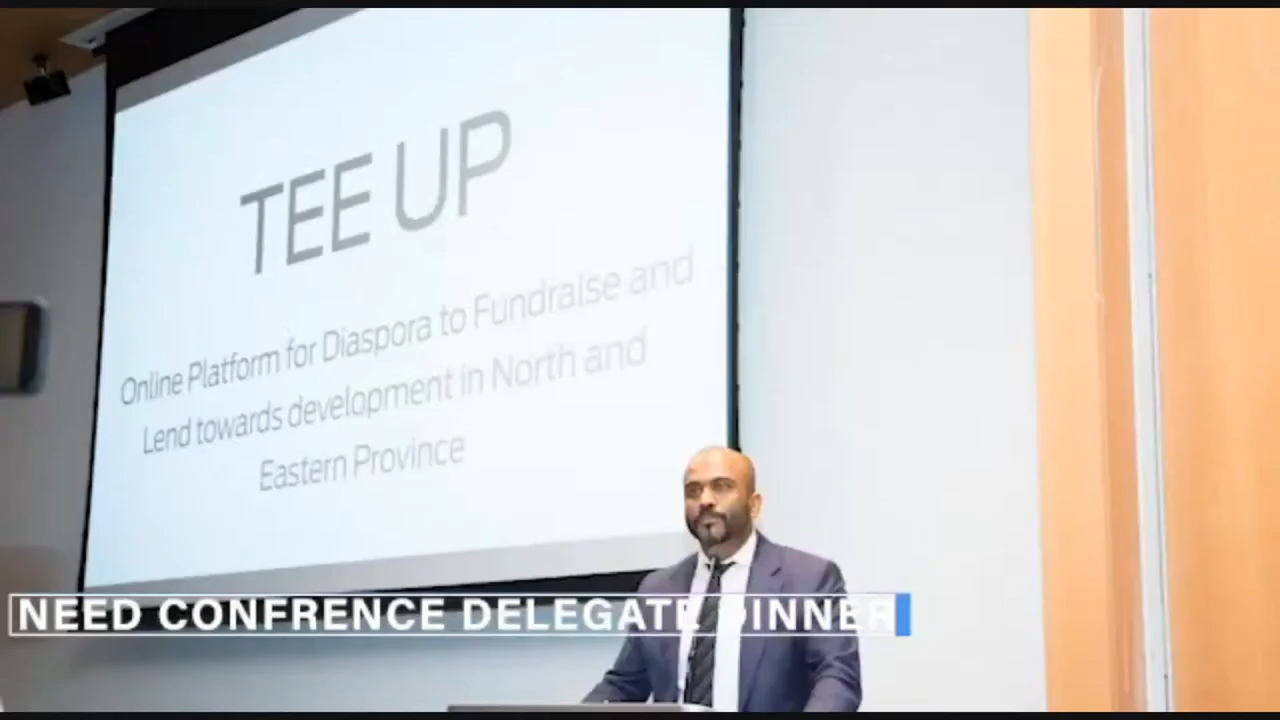 TEE UP
Online Platform for Diaspora to Fundraise and
Lend towards development in North and
Eastern Province
NEED CONFRENCE DELEGATE DINNER